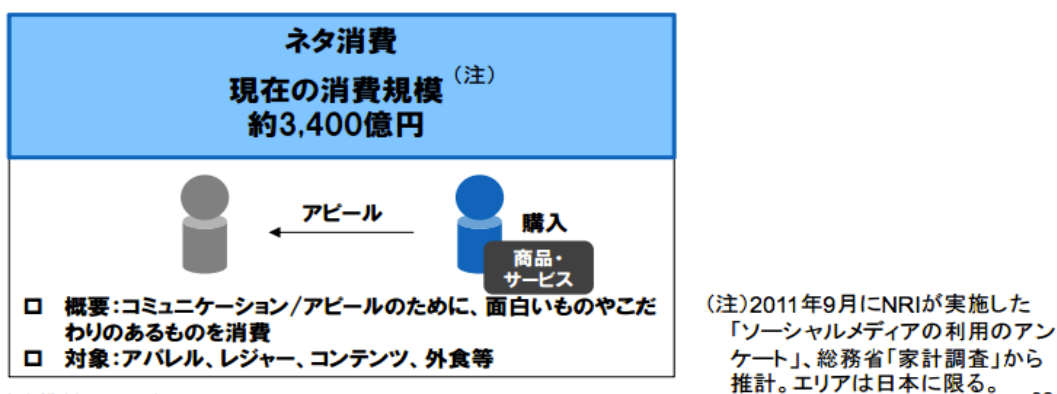 ネタ消費
現在の消費規模（注）
約3,400億円
アピール
購入
商品・
サービス
□ 概要：コミュニケーション/アピールのために、面白いものやこだ
わりのあるものを消費
□ 対象：アパレル、レジャー、コンテンツ、外食等
（注）2011年9月にNRIが実施した
「ソーシャルメディアの利用のアン
ケート」、総務省「家計調査」から
推計。エリアは日本に限る。